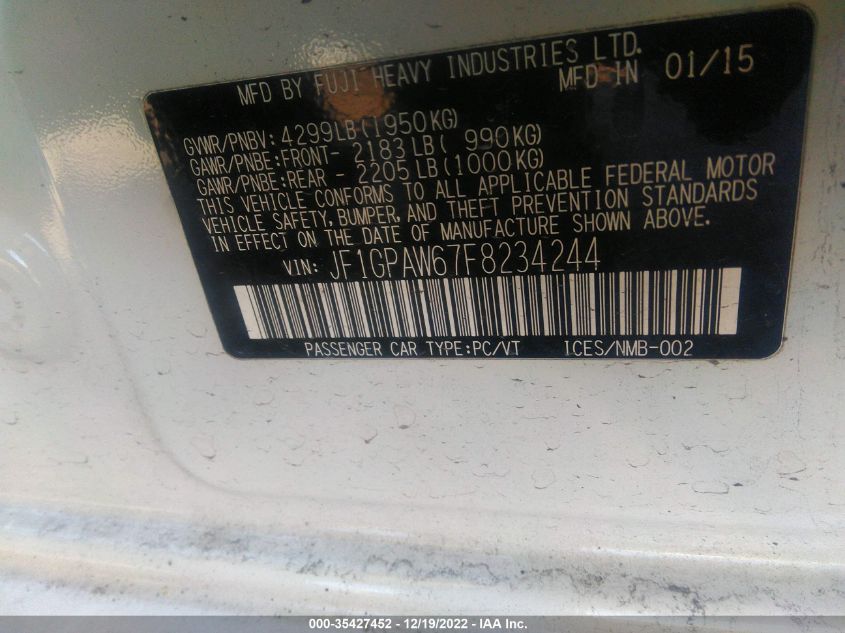 MFD BY FUJI HEAVY INDUSTRIES LTD.
MFD IN 01/15
GVWR/PNBV: 4299LB(1950KG)
GAWR/PNBE:FRONT- 2183LB( 990KG)
GAWR/PNBE:REAR - 2205LB(1000KG)
THIS VEHICLE CONFORMS TO ALL APPLICABLE FEDERAL MOTOR
VEHICLE SAFETY, BUMPER, AND THEFT PREVENTION STANDARDS
IN EFFECT ON THE DATE OF MANUFACTURE SHOWN ABOVE.
VIN: JF1GPAW67F8234244
PASSENGER CAR TYPE:PC/VT ICES/NMB-002
000-35427452 - 12/19/2022 - IAA Inc.